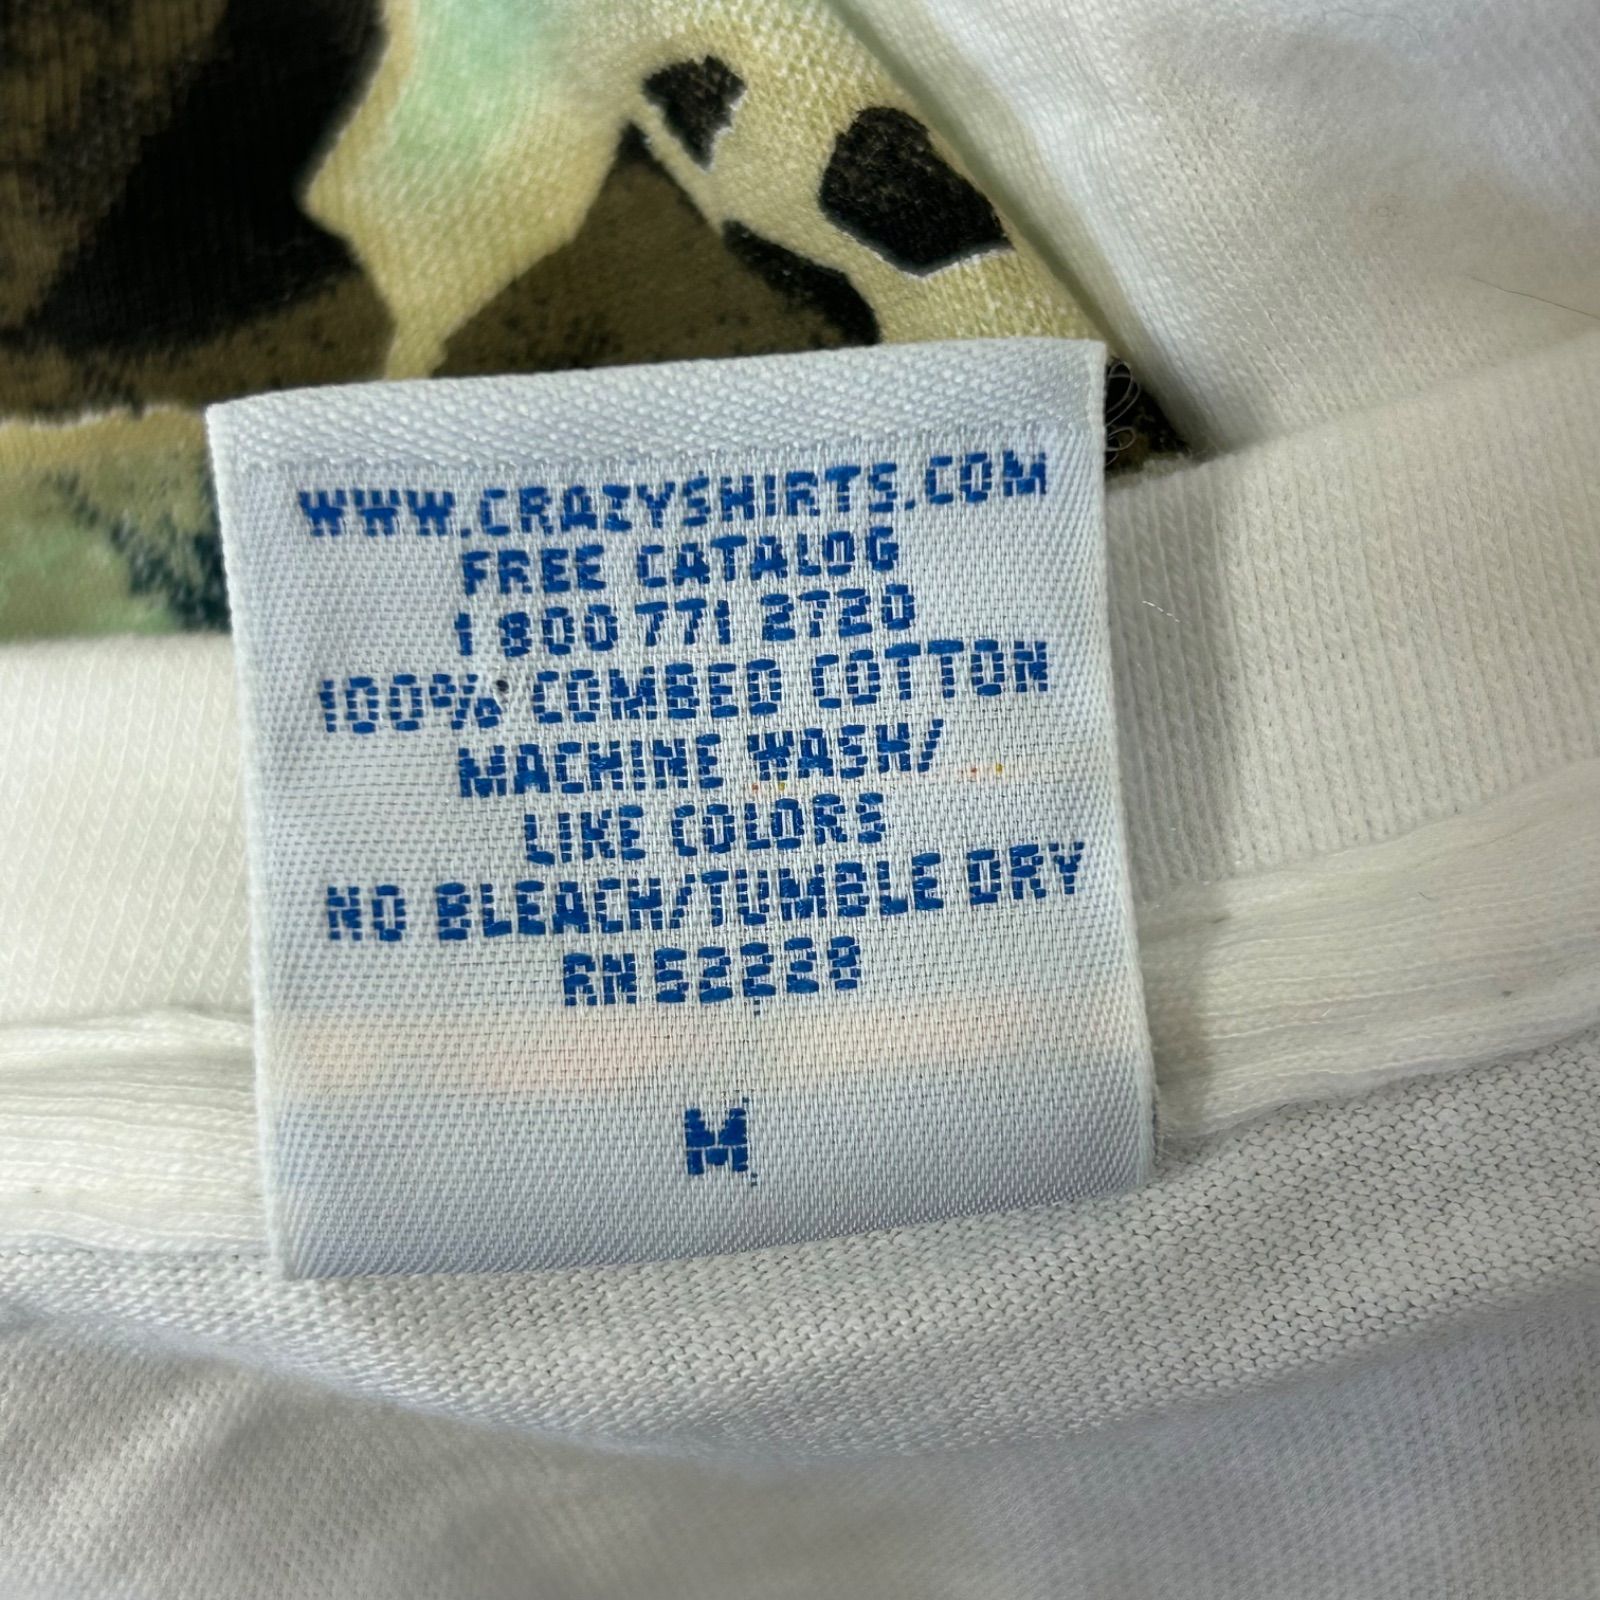 WWW.CRAZYSHIRTS.COM
FREE CATALOG
1 800 771 2720
100% COMBED COTTON
MACHINE WASH/
LIKE COLORS
NO BLEACH/TUMBLE DRY
RN 52228
M